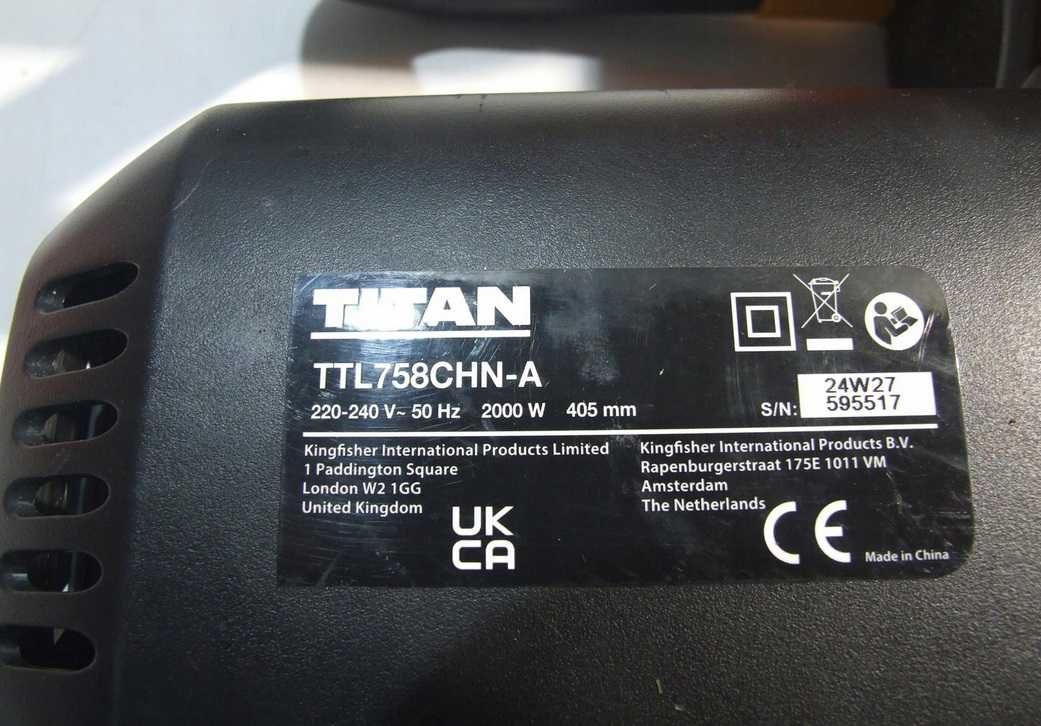 TITAN
TTL758CHN-A
220-240 V~ 50 Hz 2000 W 405 mm
S/N: 24W27
595517
Kingfisher International Products Limited
1 Paddington Square
London W2 1GG
United Kingdom
UK
CA
Kingfisher International Products B.V.
Rapenburgerstraat 175E 1011 VM
Amsterdam
The Netherlands
CE
Made in China